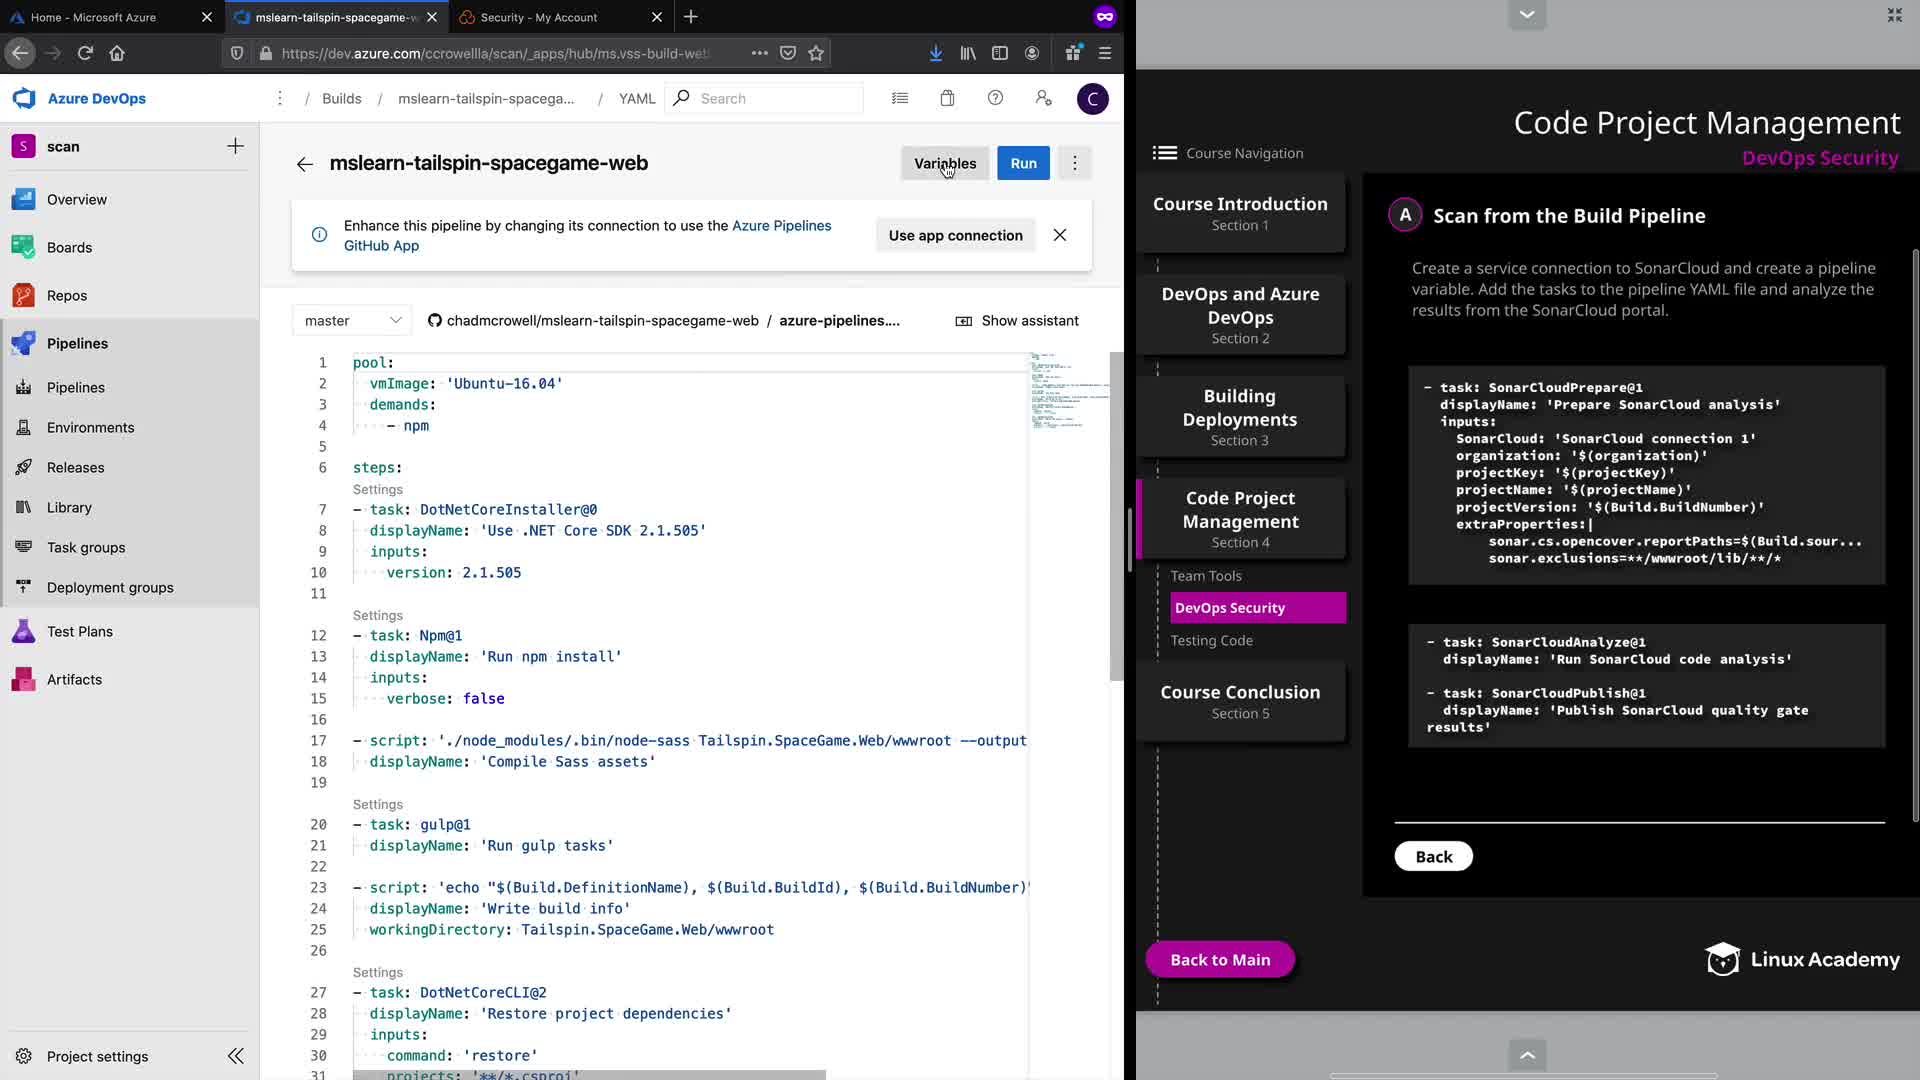 Home - Microsoft Azure
mslearn-tailspin-spacegame-w
Security - My Account
https://dev.azure.com/ccrowellla/scan/_apps/hub/ms.vss-build-web
Azure DevOps
/ Builds / mslearn-tailspin-spacega... / YAML
Search
C
S scan
Overview
Boards
Repos
Pipelines
Pipelines
Environments
Releases
Library
Task groups
Deployment groups
Test Plans
Artifacts
Project settings
mslearn-tailspin-spacegame-web
Variables
Run
Enhance this pipeline by changing its connection to use the Azure Pipelines
GitHub App
Use app connection
master
chadmcrowell/mslearn-tailspin-spacegame-web / azure-pipelines....
Show assistant
1 pool:
2 vmImage: 'Ubuntu-16.04'
3 demands:
4 - npm
5
6 steps:
Settings
7 - task: DotNetCoreInstaller@0
8 displayName: 'Use .NET Core SDK 2.1.505'
9 inputs:
10 version: 2.1.505
11
Settings
12 - task: Npm@1
13 displayName: 'Run npm install'
14 inputs:
15 verbose: false
16
17 - script: './node_modules/.bin/node-sass Tailspin.SpaceGame.Web/wwwroot --output
18 displayName: 'Compile Sass assets'
19
Settings
20 - task: gulp@1
21 displayName: 'Run gulp tasks'
22
23 - script: 'echo "$(Build.DefinitionName), $(Build.BuildId), $(Build.BuildNumber)"
24 displayName: 'Write build info'
25 workingDirectory: Tailspin.SpaceGame.Web/wwwroot
26
Settings
27 - task: DotNetCoreCLI@2
28 displayName: 'Restore project dependencies'
29 inputs:
30 command: 'restore'
31 projects: '**/*.csproj'
Code Project Management
DevOps Security
Course Navigation
Course Introduction
Section 1
DevOps and Azure
DevOps
Section 2
Building
Deployments
Section 3
Code Project
Management
Section 4
Team Tools
DevOps Security
Testing Code
Course Conclusion
Section 5
Back to Main
A Scan from the Build Pipeline
Create a service connection to SonarCloud and create a pipeline
variable. Add the tasks to the pipeline YAML file and analyze the
results from the SonarCloud portal.
- task: SonarCloudPrepare@1
displayName: 'Prepare SonarCloud analysis'
inputs:
SonarCloud: 'SonarCloud connection 1'
organization: '$(organization)'
projectKey: '$(projectKey)'
projectName: '$(projectName)'
projectVersion: '$(Build.BuildNumber)'
extraProperties:|
sonar.cs.opencover.reportPaths=$(Build.sour...
sonar.exclusions=**/wwwroot/lib/**/*
- task: SonarCloudAnalyze@1
displayName: 'Run SonarCloud code analysis'
- task: SonarCloudPublish@1
displayName: 'Publish SonarCloud quality gate
results'
Back
Linux Academy